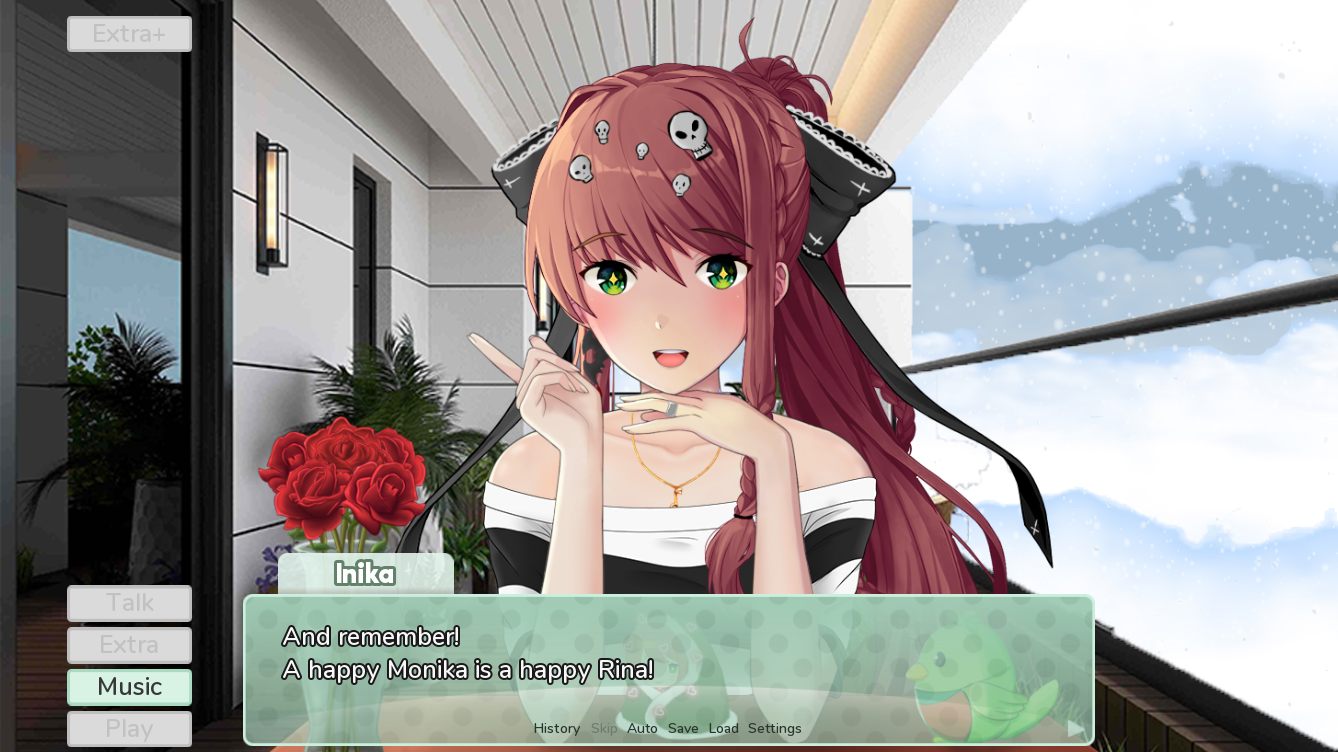 Extra+
Inika
And remember!
A happy Monika is a happy Rina!
Talk
Extra
Music
Play
History Skip Auto Save Load Settings